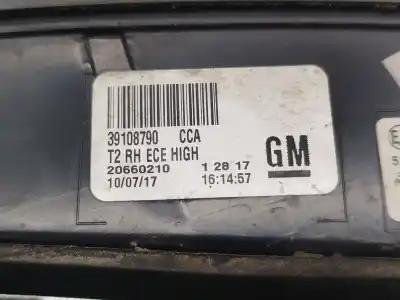 39108790 CCA
T2 RH ECE HIGH
20660210 1 28 17
10/07/17 16:14:57
GM